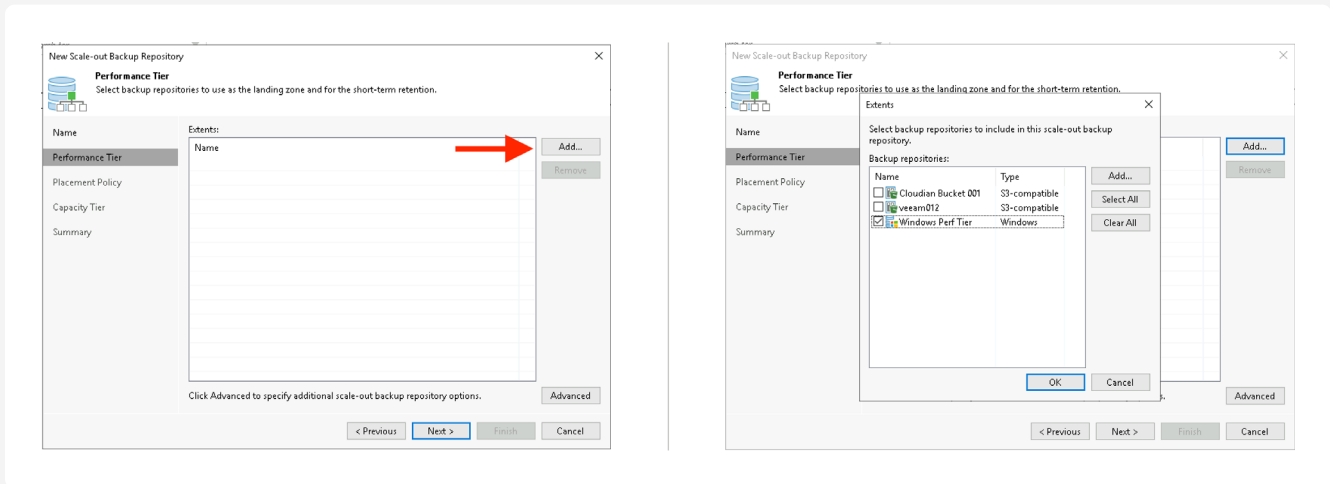 New Scale-out Backup Repository
Performance Tier
Select backup repositories to use as the landing zone and for the short-term retention.
Name
Performance Tier
Placement Policy
Capacity Tier
Summary
Extents:
Name
Add...
Remove
Click Advanced to specify additional scale-out backup repository options.
Advanced
< Previous
Next >
Finish
Cancel
New Scale-out Backup Repository
Performance Tier
Select backup repositories to use as the landing zone and for the short-term retention.
Name
Performance Tier
Placement Policy
Capacity Tier
Summary
Extents
Select backup repositories to include in this scale-out backup
repository.
Backup repositories:
Name Type
Cloudian Bucket 001 S3-compatible
veeam012 S3-compatible
Windows Perf Tier Windows
Add...
Select All
Clear All
OK
Cancel
Add...
Remove
Advanced
< Previous
Next >
Finish
Cancel